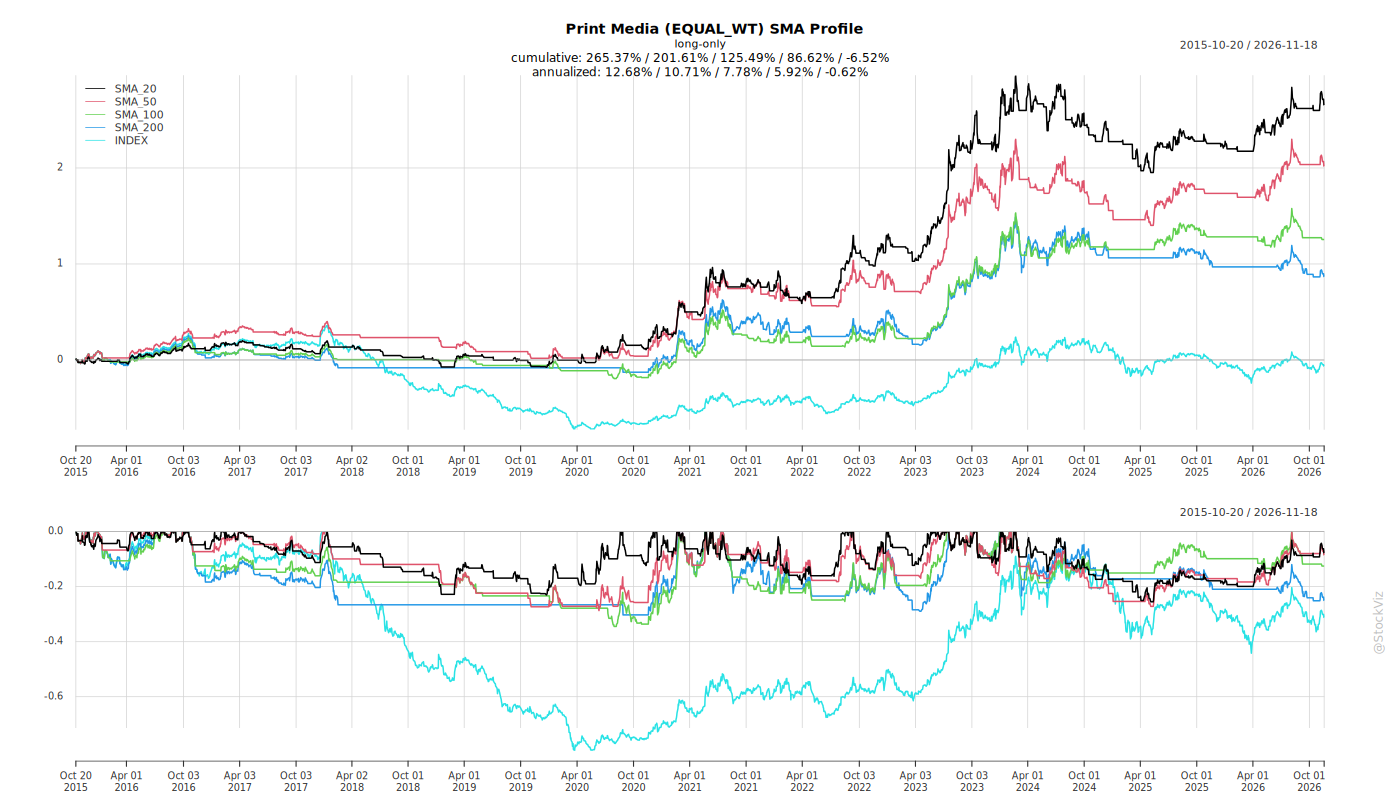 Print Media (EQUAL_WT) SMA Profile
long-only
cumulative: 265.37% / 201.61% / 125.49% / 86.62% / -6.52%
annualized: 12.68% / 10.71% / 7.78% / 5.92% / -0.62%
2015-10-20 / 2026-11-18
SMA_20
SMA_50
SMA_100
SMA_200
INDEX
2
1
0
Oct 20 Apr 01 Oct 03 Apr 03 Oct 03 Apr 02 Oct 01 Apr 01 Oct 01 Apr 01 Oct 01 Apr 01 Oct 01 Apr 01 Oct 03 Apr 03 Oct 03 Apr 01 Oct 01 Apr 01 Oct 01 Apr 01 Oct 01
2015 2016 2016 2017 2017 2018 2018 2019 2019 2020 2020 2021 2021 2022 2022 2023 2023 2024 2024 2025 2025 2026 2026
2015-10-20 / 2026-11-18
0.0
-0.2
-0.4
-0.6
Oct 20 Apr 01 Oct 03 Apr 03 Oct 03 Apr 02 Oct 01 Apr 01 Oct 01 Apr 01 Oct 01 Apr 01 Oct 01 Apr 01 Oct 03 Apr 03 Oct 03 Apr 01 Oct 01 Apr 01 Oct 01 Apr 01 Oct 01
2015 2016 2016 2017 2017 2018 2018 2019 2019 2020 2020 2021 2021 2022 2022 2023 2023 2024 2024 2025 2025 2026 2026
@StockViz